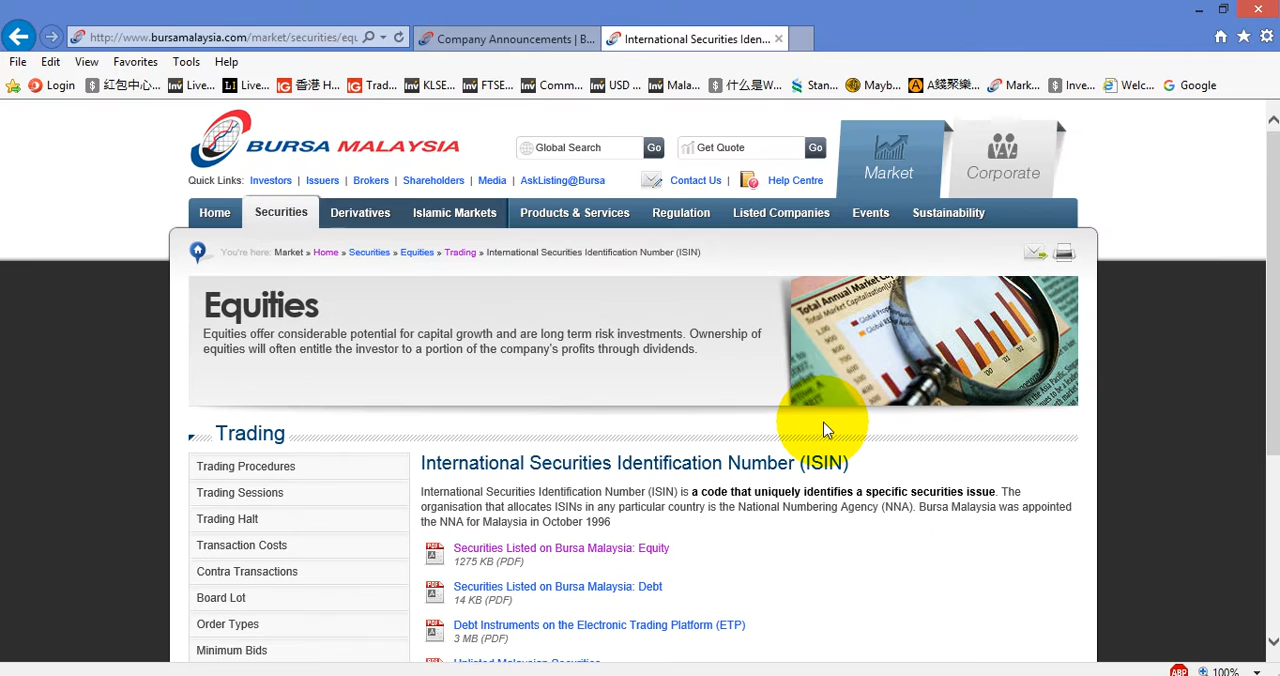 http://www.bursamalaysia.com/market/securities/equ
Company Announcements | B...
International Securities Iden...
File Edit View Favorites Tools Help
Login 红包中心... Live... Live... 香港 H... Trad... KLSE... FTSE... Comm... USD ... Mala... 什么是W... Stan... Mayb... A錢聚樂... Mark... Inve... Welc... Google
BURSA MALAYSIA
Global Search Go Get Quote Go
Market
Corporate
Quick Links: Investors | Issuers | Brokers | Shareholders | Media | AskListing@Bursa Contact Us | Help Centre
Home Securities Derivatives Islamic Markets Products & Services Regulation Listed Companies Events Sustainability
You're here: Market » Home » Securities » Equities » Trading » International Securities Identification Number (ISIN)
Equities
Equities offer considerable potential for capital growth and are long term risk investments. Ownership of
equities will often entitle the investor to a portion of the company's profits through dividends.
Total Annual Market Cap
Trading
Trading Procedures
Trading Sessions
Trading Halt
Transaction Costs
Contra Transactions
Board Lot
Order Types
Minimum Bids
International Securities Identification Number (ISIN)
International Securities Identification Number (ISIN) is a code that uniquely identifies a specific securities issue. The
organisation that allocates ISINs in any particular country is the National Numbering Agency (NNA). Bursa Malaysia was appointed
the NNA for Malaysia in October 1996
Securities Listed on Bursa Malaysia: Equity
1275 KB (PDF)
Securities Listed on Bursa Malaysia: Debt
14 KB (PDF)
Debt Instruments on the Electronic Trading Platform (ETP)
3 MB (PDF)
Unlisted Malaysian Securities
ABP 100%